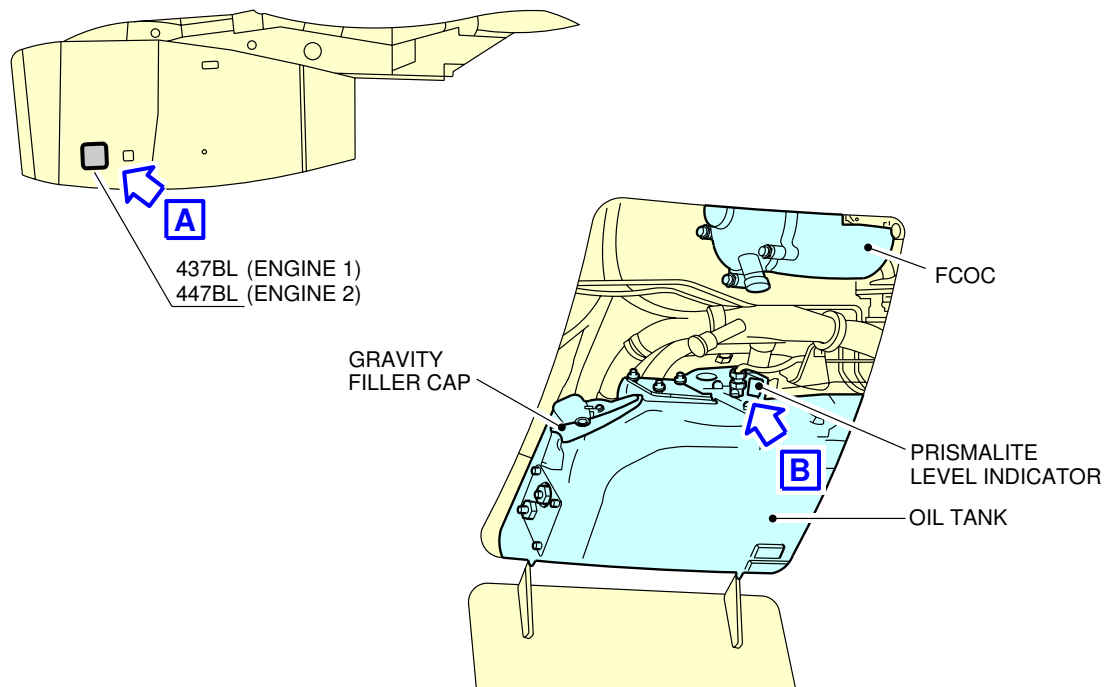 A
437BL (ENGINE 1)
447BL (ENGINE 2)
FCOC
GRAVITY
FILLER CAP
PRISMALITE
LEVEL INDICATOR
B
OIL TANK